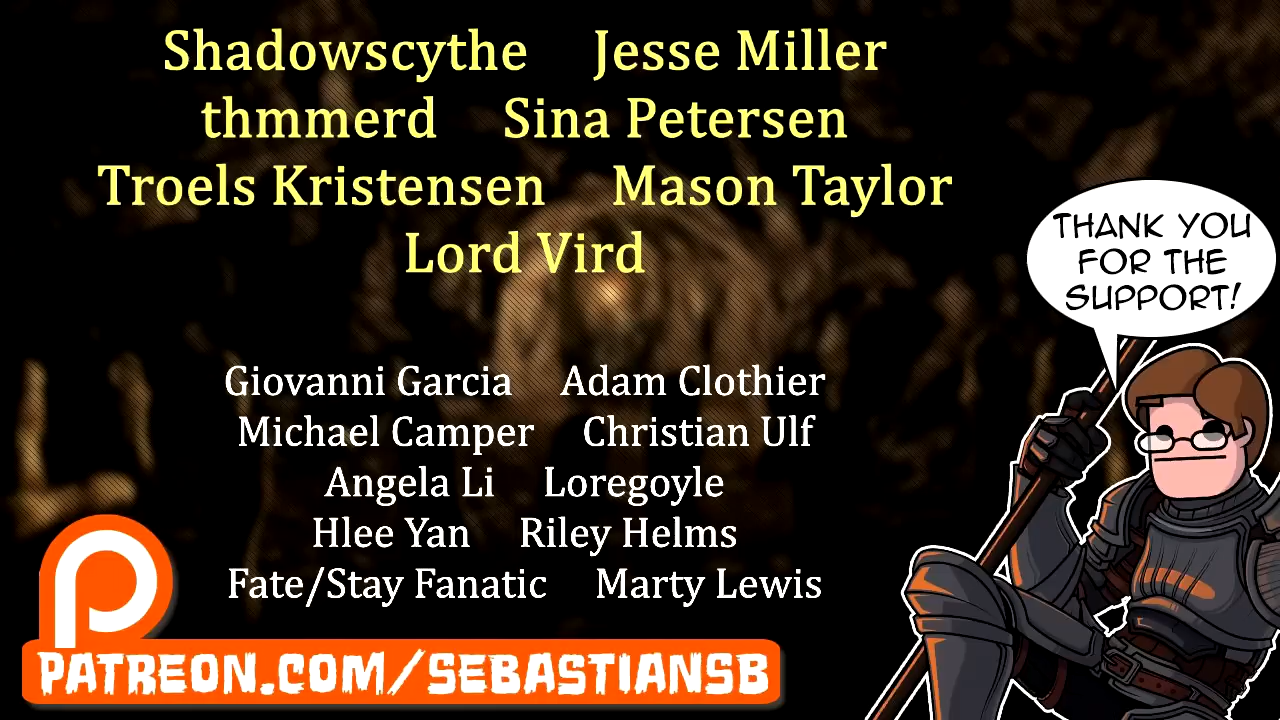 Shadowscythe Jesse Miller
thmmerd Sina Petersen
Troels Kristensen Mason Taylor
Lord Vird
THANK YOU
FOR THE
SUPPORT!
Giovanni Garcia Adam Clothier
Michael Camper Christian Ulf
Angela Li Loregoyle
Hlee Yan Riley Helms
Fate/Stay Fanatic Marty Lewis
PATREON.COM/SEBASTIANSB